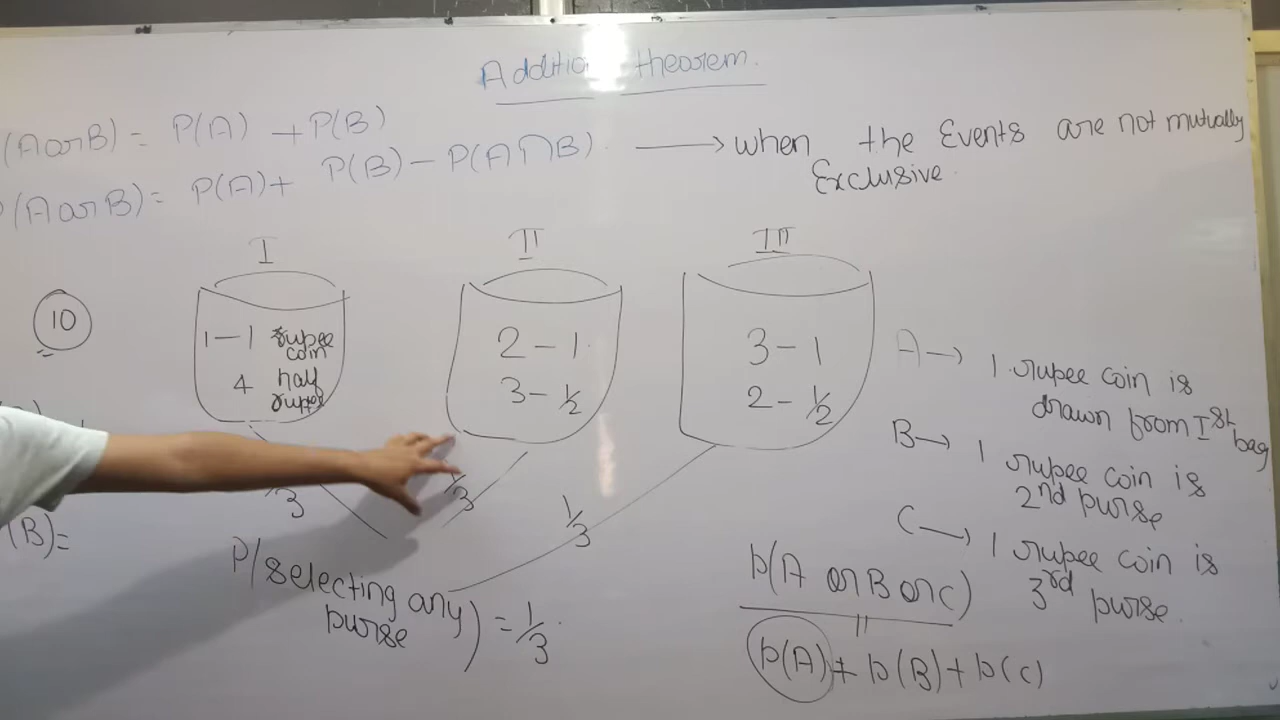 Addition theorem.
(A or B) = P(A) + P(B)
P(A or B) = P(A) + P(B) - P(A∩B). → when the Events are not mutually
Exclusive.
I
II
III
10
1 - 1 rupee
coin
4 half
rupee
2 - 1.
3 - 1/2
3 - 1
2 - 1/2
A → 1 rupee coin is
drawn from Ist
bag
B → 1 rupee coin is
2nd purse
C → 1 rupee coin is
3rd purse.
1/3
1/3
1/3
(B) =
P(selecting any
purse) = 1/3.
p(A or B or C)
||
p(A) + p(B) + p(C)